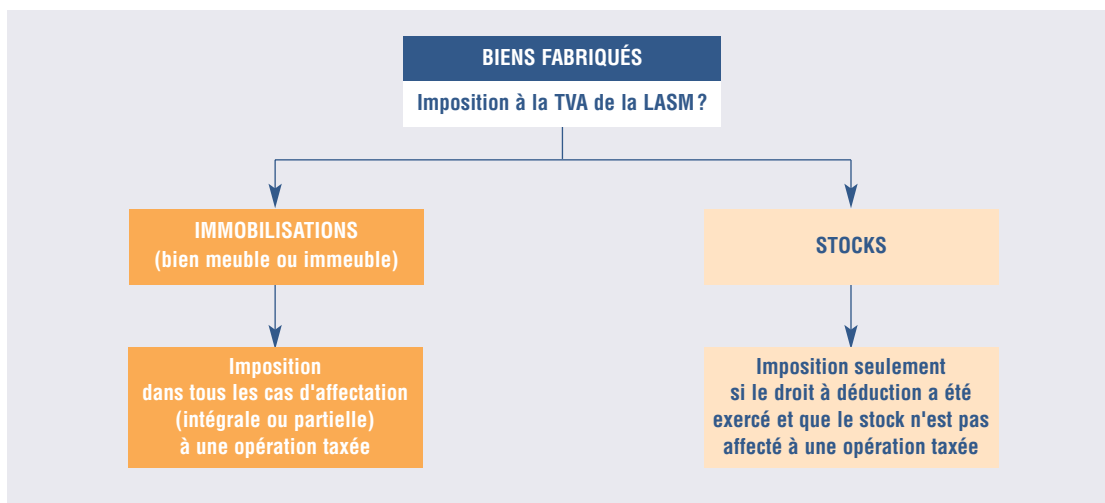 BIENS FABRIQUÉS
Imposition à la TVA de la LASM ?
IMMOBILISATIONS
(bien meuble ou immeuble)
STOCKS
Imposition
dans tous les cas d'affectation
(intégrale ou partielle)
à une opération taxée
Imposition seulement
si le droit à déduction a été
exercé et que le stock n'est pas
affecté à une opération taxée